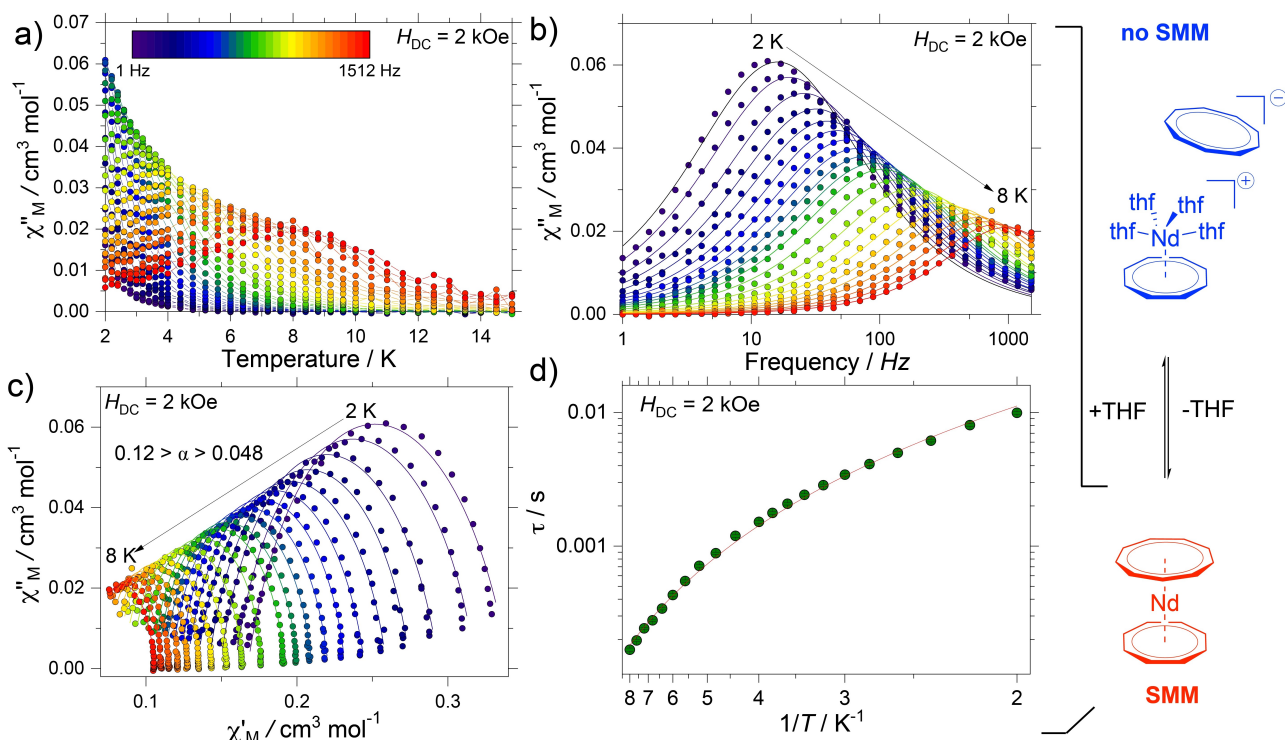 a)
H_DC = 2 kOe
1 Hz
1512 Hz
0.07
0.06
0.05
0.04
0.03
0.02
0.01
0.00
χ"_M / cm³ mol⁻¹
2
4
6
8
10
12
14
Temperature / K
b)
H_DC = 2 kOe
2 K
8 K
0.06
0.04
0.02
0.00
χ"_M / cm³ mol⁻¹
1
10
100
1000
Frequency / Hz
c)
H_DC = 2 kOe
2 K
0.12 > α > 0.048
8 K
0.06
0.04
0.02
0.00
χ"_M / cm³ mol⁻¹
0.1
0.2
0.3
χ'_M / cm³ mol⁻¹
d)
H_DC = 2 kOe
0.01
0.001
τ / s
8
7
6
5
4
3
2
1/T / K⁻¹
no SMM
⊖
⊕
thf
thf
thf
Nd
thf
+THF
-THF
Nd
SMM